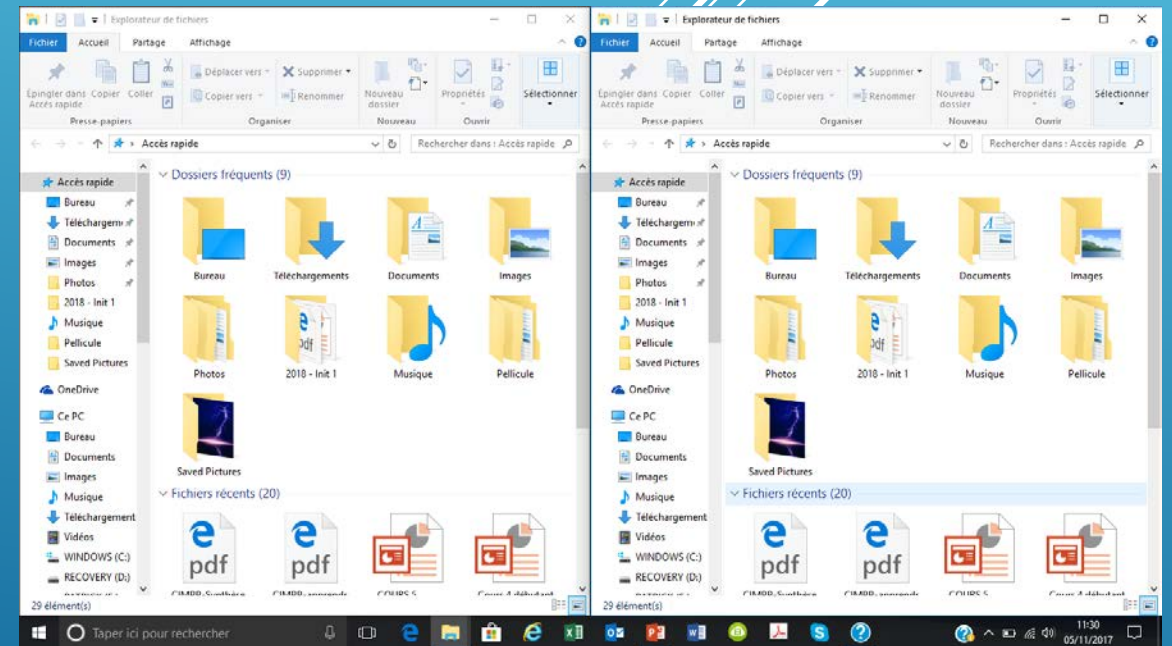 Explorateur de fichiers
Fichier Accueil Partage Affichage
Épingler dans Accès rapide
Copier
Coller
Déplacer vers
Copier vers
Supprimer
Renommer
Nouveau dossier
Propriétés
Sélectionner
Presse-papiers Organiser Nouveau Ouvrir
Accès rapide
Rechercher dans : Accès rapide
Accès rapide
Bureau
Téléchargem
Documents
Images
Photos
2018 - Init 1
Musique
Pellicule
Saved Pictures
OneDrive
Ce PC
Bureau
Documents
Images
Musique
Téléchargement
Vidéos
WINDOWS (C:)
RECOVERY (D:)
Dossiers fréquents (9)
Bureau Téléchargements Documents Images
Photos 2018 - Init 1 Musique Pellicule
Saved Pictures
Fichiers récents (20)
pdf pdf
COURS 5
29 élément(s)
Explorateur de fichiers
Fichier Accueil Partage Affichage
Épingler dans Accès rapide
Copier
Coller
Déplacer vers
Copier vers
Supprimer
Renommer
Nouveau dossier
Propriétés
Sélectionner
Presse-papiers Organiser Nouveau Ouvrir
Accès rapide
Rechercher dans : Accès rapide
Accès rapide
Bureau
Téléchargem
Documents
Images
Photos
2018 - Init 1
Musique
Pellicule
Saved Pictures
OneDrive
Ce PC
Bureau
Documents
Images
Musique
Téléchargement
Vidéos
WINDOWS (C:)
RECOVERY (D:)
Dossiers fréquents (9)
Bureau Téléchargements Documents Images
Photos 2018 - Init 1 Musique Pellicule
Saved Pictures
Fichiers récents (20)
pdf pdf
COURS 5
29 élément(s)
Taper ici pour rechercher
11:30
05/11/2017